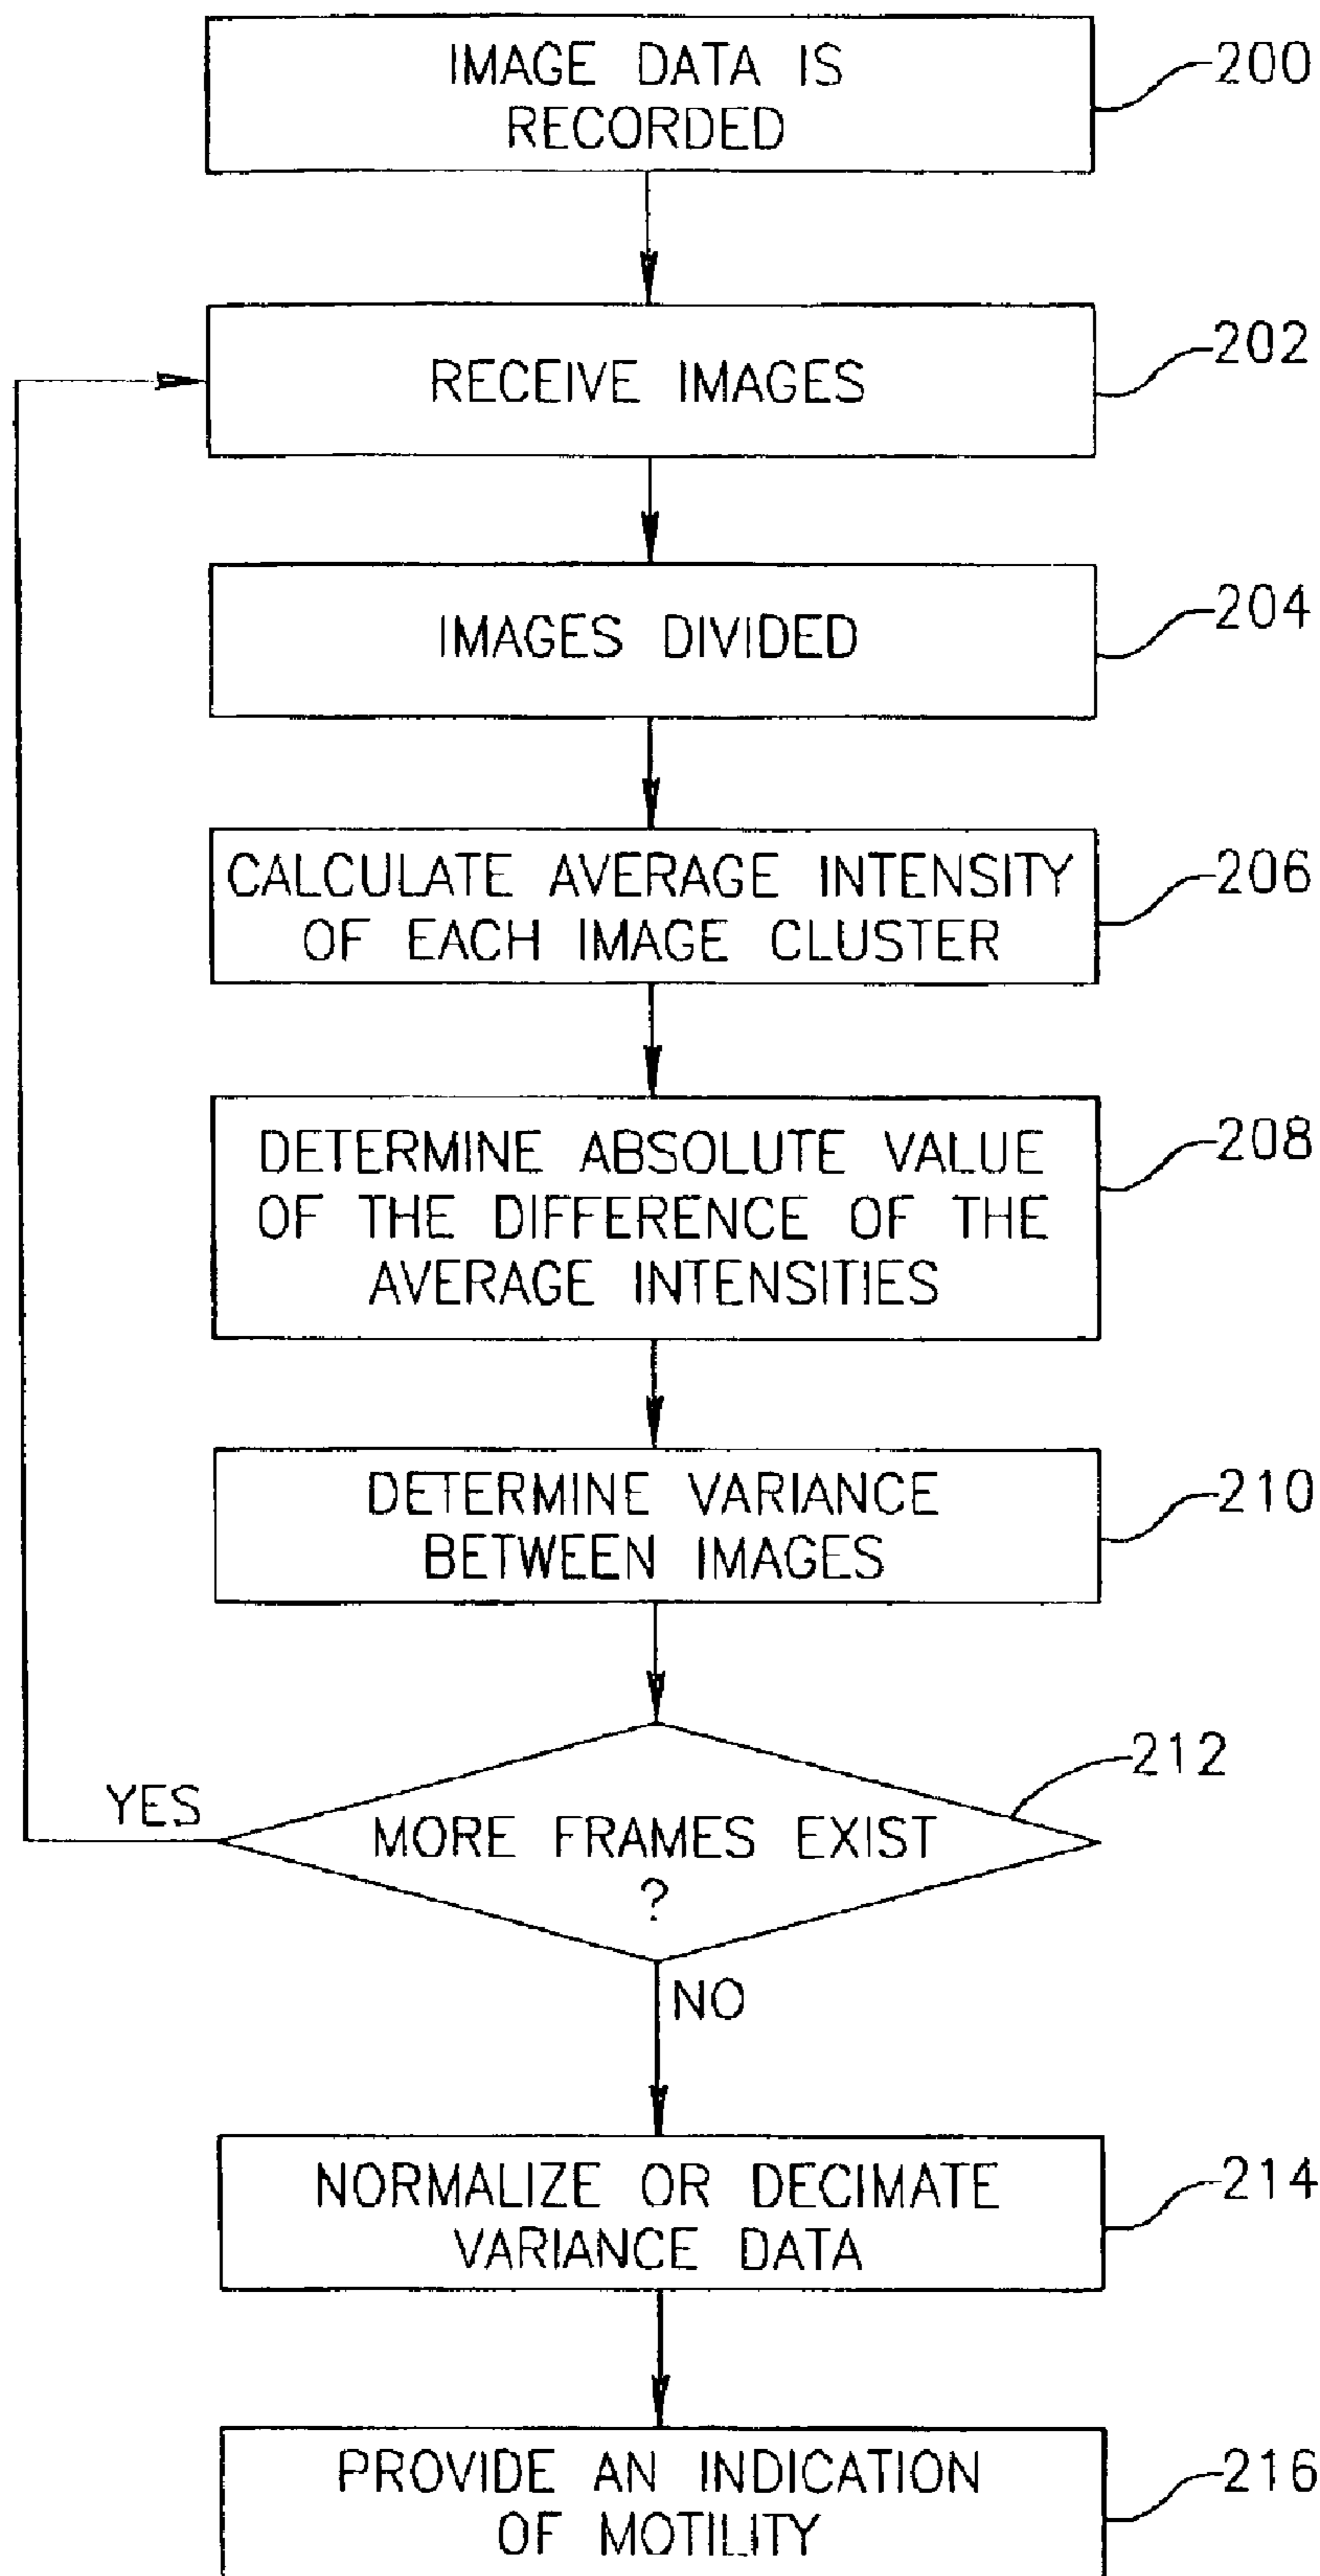 IMAGE DATA IS
RECORDED
200
RECEIVE IMAGES
202
IMAGES DIVIDED
204
CALCULATE AVERAGE INTENSITY
OF EACH IMAGE CLUSTER
206
DETERMINE ABSOLUTE VALUE
OF THE DIFFERENCE OF THE
AVERAGE INTENSITIES
208
DETERMINE VARIANCE
BETWEEN IMAGES
210
MORE FRAMES EXIST
?
212
YES
NO
NORMALIZE OR DECIMATE
VARIANCE DATA
214
PROVIDE AN INDICATION
OF MOTILITY
216